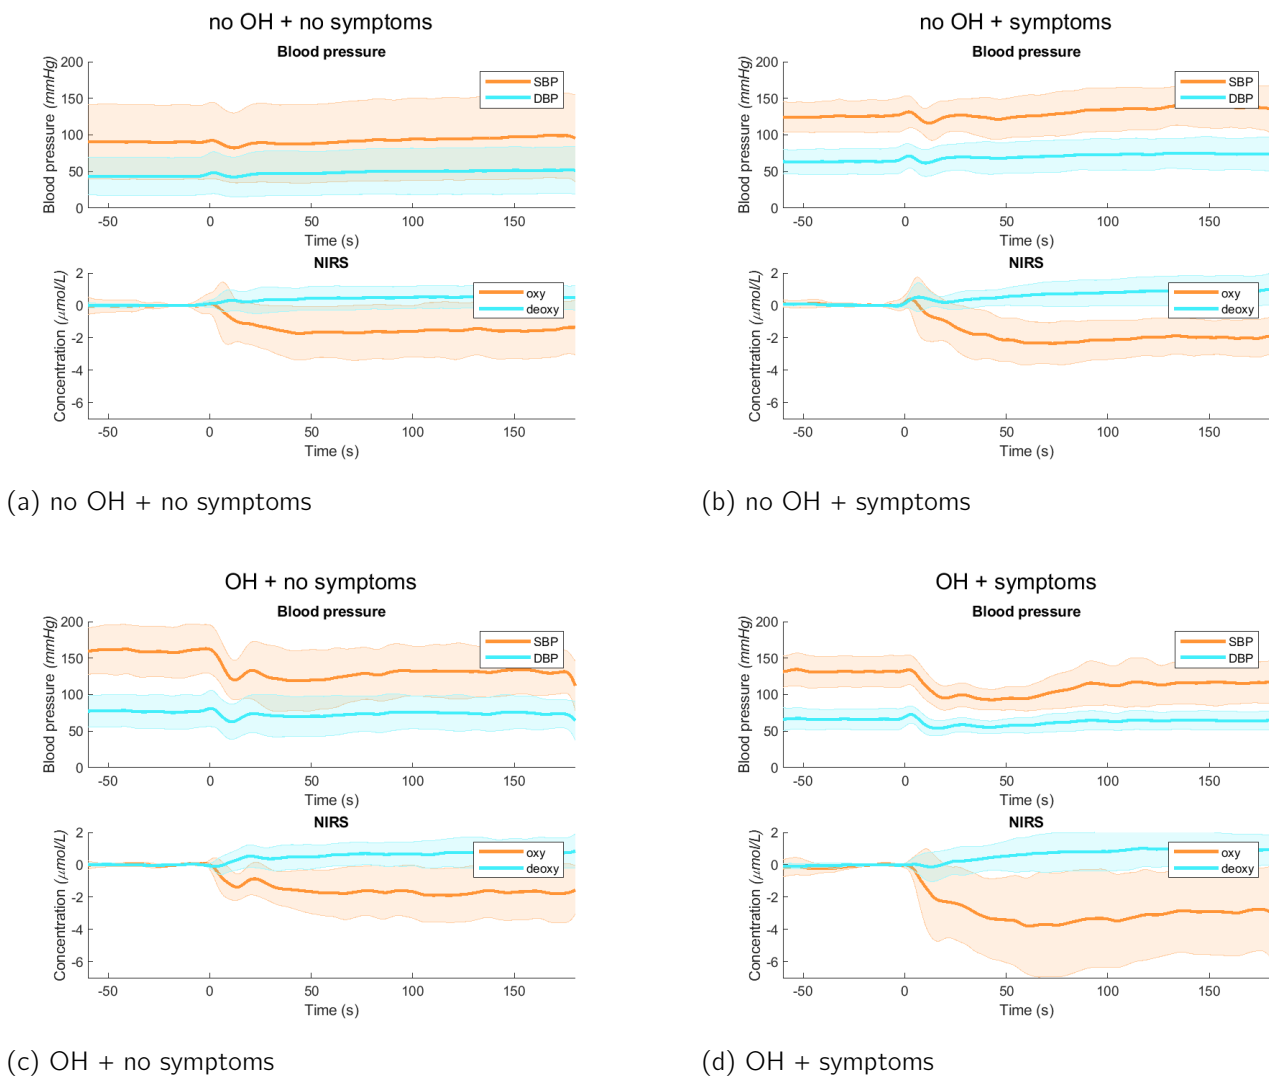 no OH + no symptoms
Blood pressure
200
150
100
50
0
Blood pressure (mmHg)
SBP
DBP
-50 0 50 100 150
Time (s)
NIRS
2
0
-2
-4
-6
Concentration (μmol/L)
oxy
deoxy
-50 0 50 100 150
Time (s)
(a) no OH + no symptoms
no OH + symptoms
Blood pressure
200
150
100
50
0
Blood pressure (mmHg)
SBP
DBP
-50 0 50 100 150
Time (s)
NIRS
2
0
-2
-4
-6
Concentration (μmol/L)
oxy
deoxy
-50 0 50 100 150
Time (s)
(b) no OH + symptoms
OH + no symptoms
Blood pressure
200
150
100
50
0
Blood pressure (mmHg)
SBP
DBP
-50 0 50 100 150
Time (s)
NIRS
2
0
-2
-4
-6
Concentration (μmol/L)
oxy
deoxy
-50 0 50 100 150
Time (s)
(c) OH + no symptoms
OH + symptoms
Blood pressure
200
150
100
50
0
Blood pressure (mmHg)
SBP
DBP
-50 0 50 100 150
Time (s)
NIRS
2
0
-2
-4
-6
Concentration (μmol/L)
oxy
deoxy
-50 0 50 100 150
Time (s)
(d) OH + symptoms